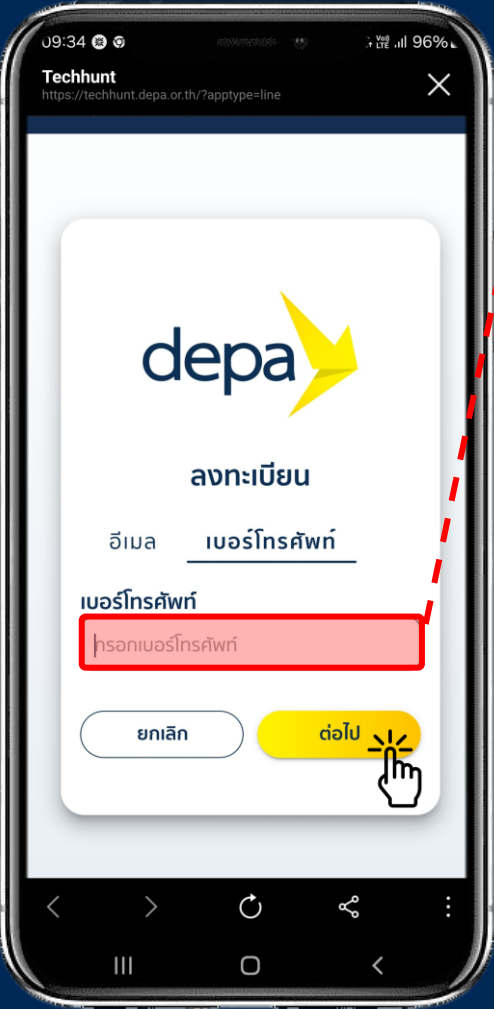 09:34
Vo)) LTE 96%
Techhunt
https://techhunt.depa.or.th/?apptype=line
depa
ลงทะเบียน
อีเมล เบอร์โทรศัพท์
เบอร์โทรศัพท์
กรอกเบอร์โทรศัพท์
ยกเลิก ต่อไป